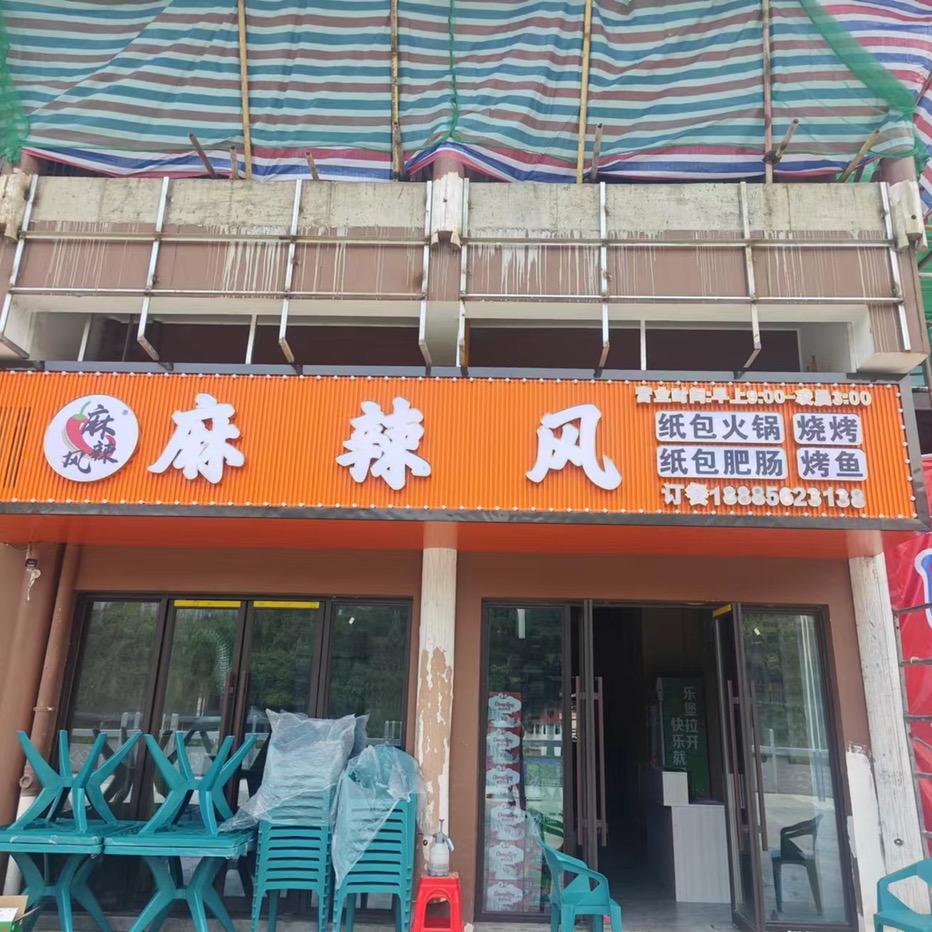 麻辣风
麻辣风
营业时间:早上9:00-凌晨3:00
纸包火锅 烧烤
纸包肥肠 烤鱼
订餐18885623138
乐堡拉开
快乐就